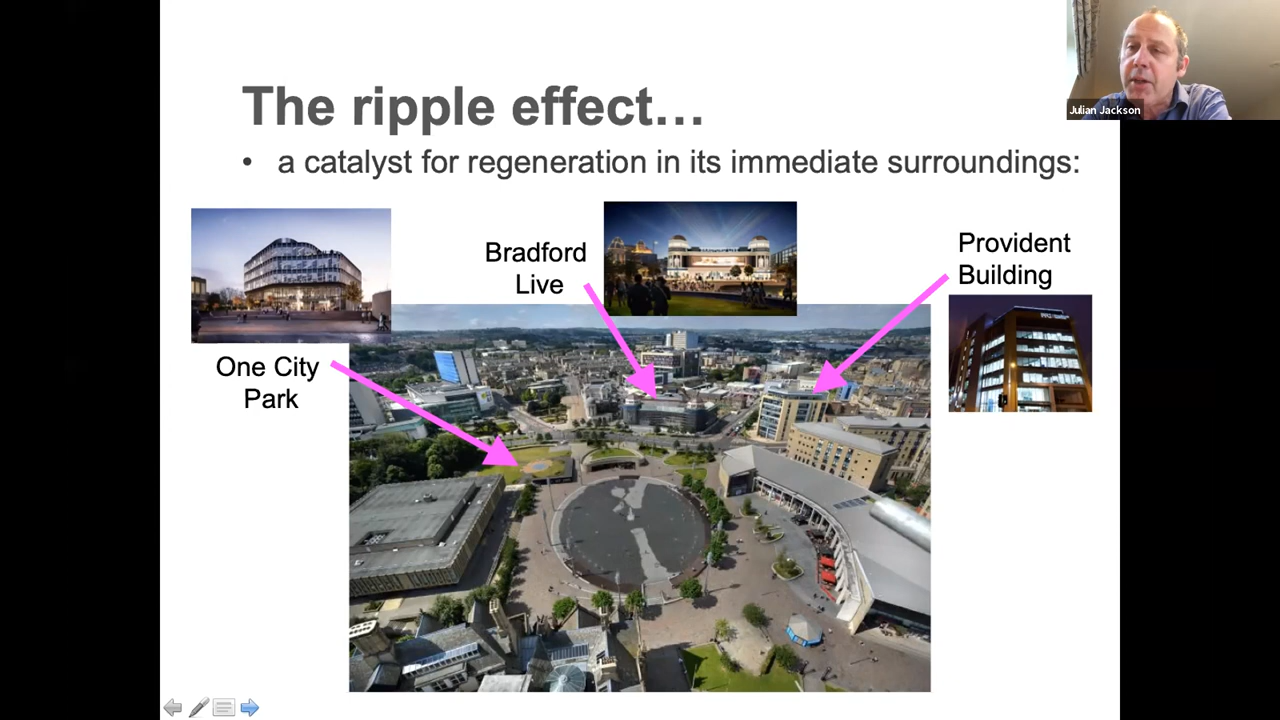 The ripple effect…
• a catalyst for regeneration in its immediate surroundings:
Julian Jackson
Bradford
Live
Provident
Building
One City
Park